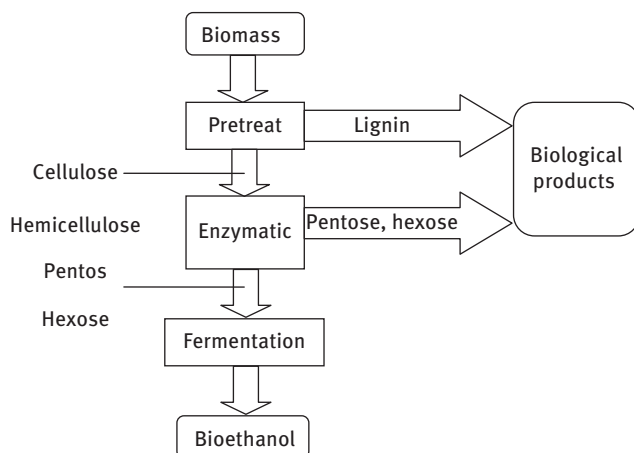 Biomass
Pretreat
Lignin
Biological
products
Cellulose
Hemicellulose
Enzymatic
Pentose, hexose
Pentos
Hexose
Fermentation
Bioethanol